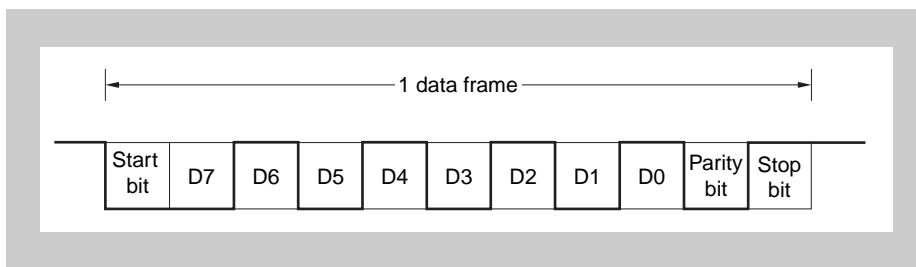 1 data frame
Start bit D7 D6 D5 D4 D3 D2 D1 D0 Parity bit Stop bit